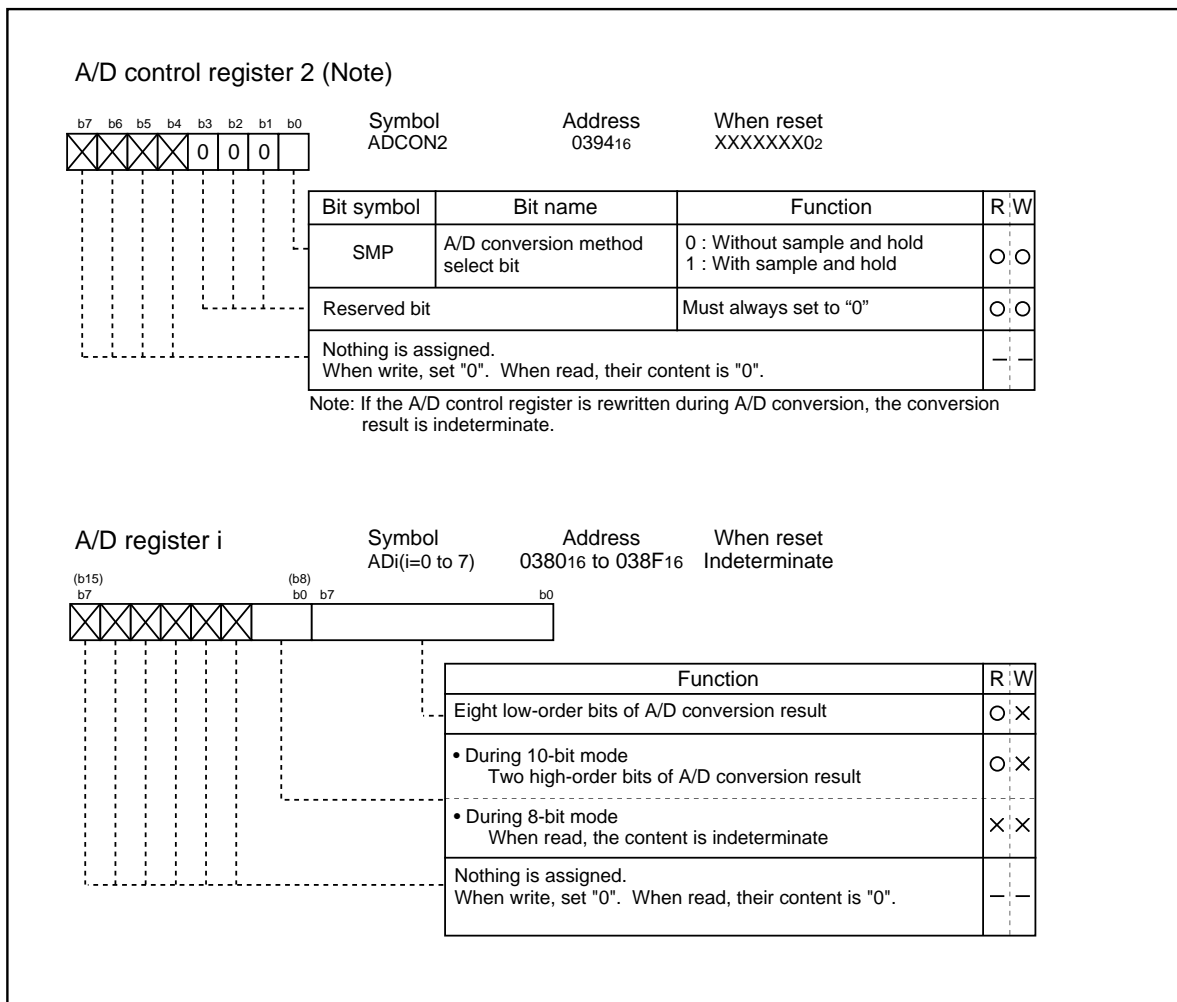 A/D control register 2 (Note)
b7 b6 b5 b4 b3 b2 b1 b0
0 0 0
Symbol Address When reset
ADCON2 039416 XXXXXXX02
Bit symbol Bit name Function R W
SMP
A/D conversion method
select bit
0 : Without sample and hold
1 : With sample and hold
Reserved bit Must always set to “0”
Nothing is assigned.
When write, set "0". When read, their content is "0".
Note: If the A/D control register is rewritten during A/D conversion, the conversion
result is indeterminate.
A/D register i
Symbol Address When reset
ADi(i=0 to 7) 038016 to 038F16 Indeterminate
(b15) (b8)
b7 b0 b7 b0
Function R W
Eight low-order bits of A/D conversion result
• During 10-bit mode
Two high-order bits of A/D conversion result
• During 8-bit mode
When read, the content is indeterminate
Nothing is assigned.
When write, set "0". When read, their content is "0".